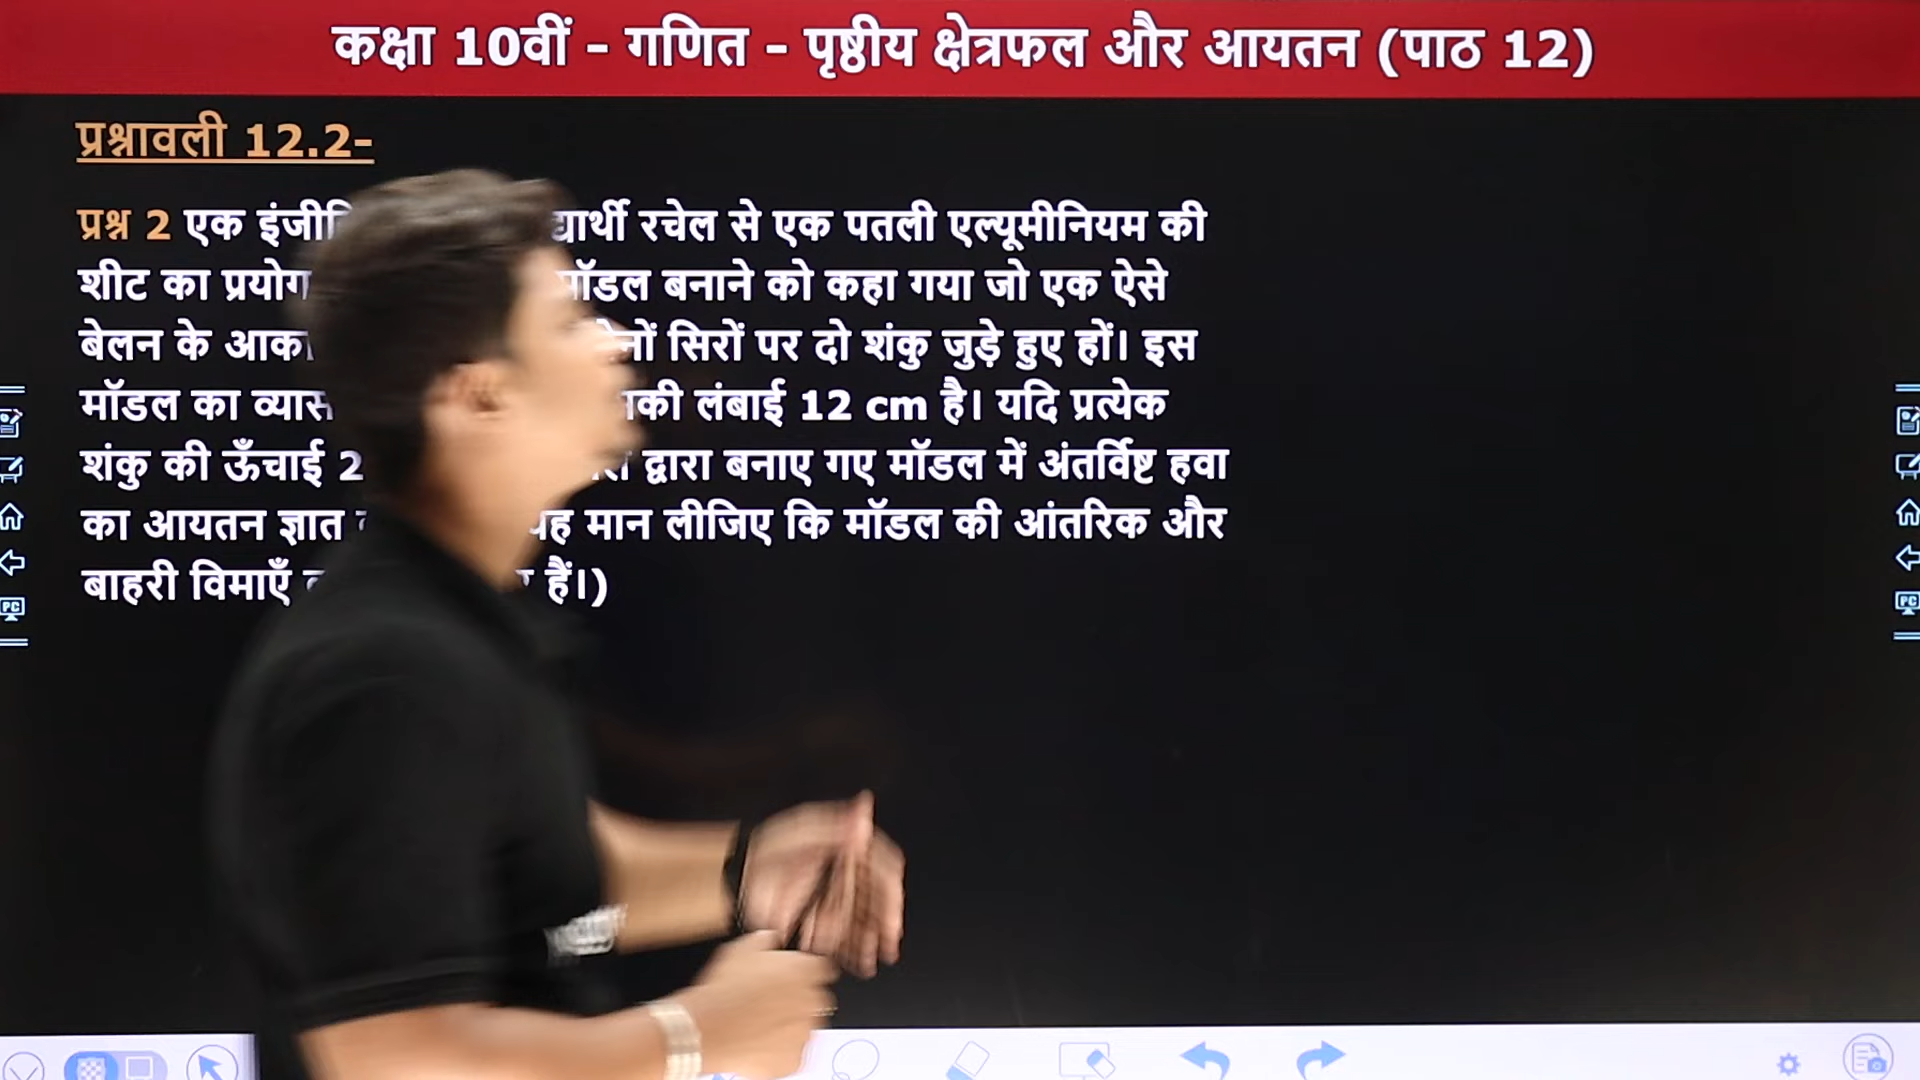 कक्षा 10वीं - गणित - पृष्ठीय क्षेत्रफल और आयतन (पाठ 12)
प्रश्नावली 12.2-
प्रश्न 2 एक रचेल से एक पतली एल्यूमीनियम की
शीट का मॉडल बनाने को कहा गया जो एक ऐसे
बेलन के सिरों पर दो शंकु जुड़े हुए हों। इस
मॉडल का लंबाई 12 cm है। यदि प्रत्येक
शंकु की ऊँचाई 2 द्वारा बनाए गए मॉडल में अंतर्विष्ट हवा
का आयतन ज्ञात मान लीजिए कि मॉडल की आंतरिक और
बाहरी विमाएँ हैं।)
PC
PC